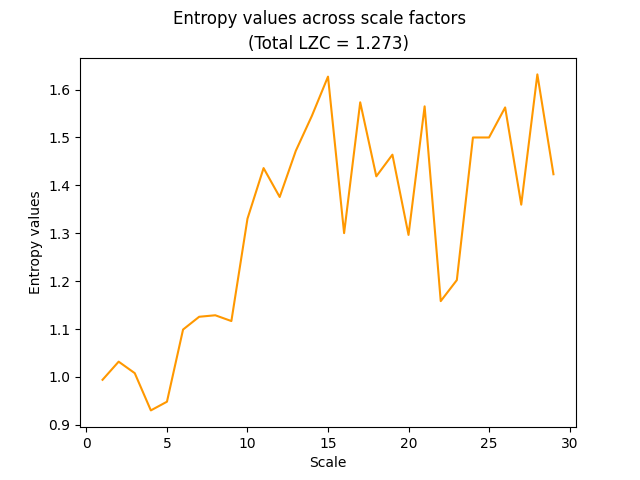 Entropy values across scale factors
(Total LZC = 1.273)
1.6
1.5
1.4
1.3
1.2
1.1
1.0
0.9
Entropy values
0 5 10 15 20 25 30
Scale